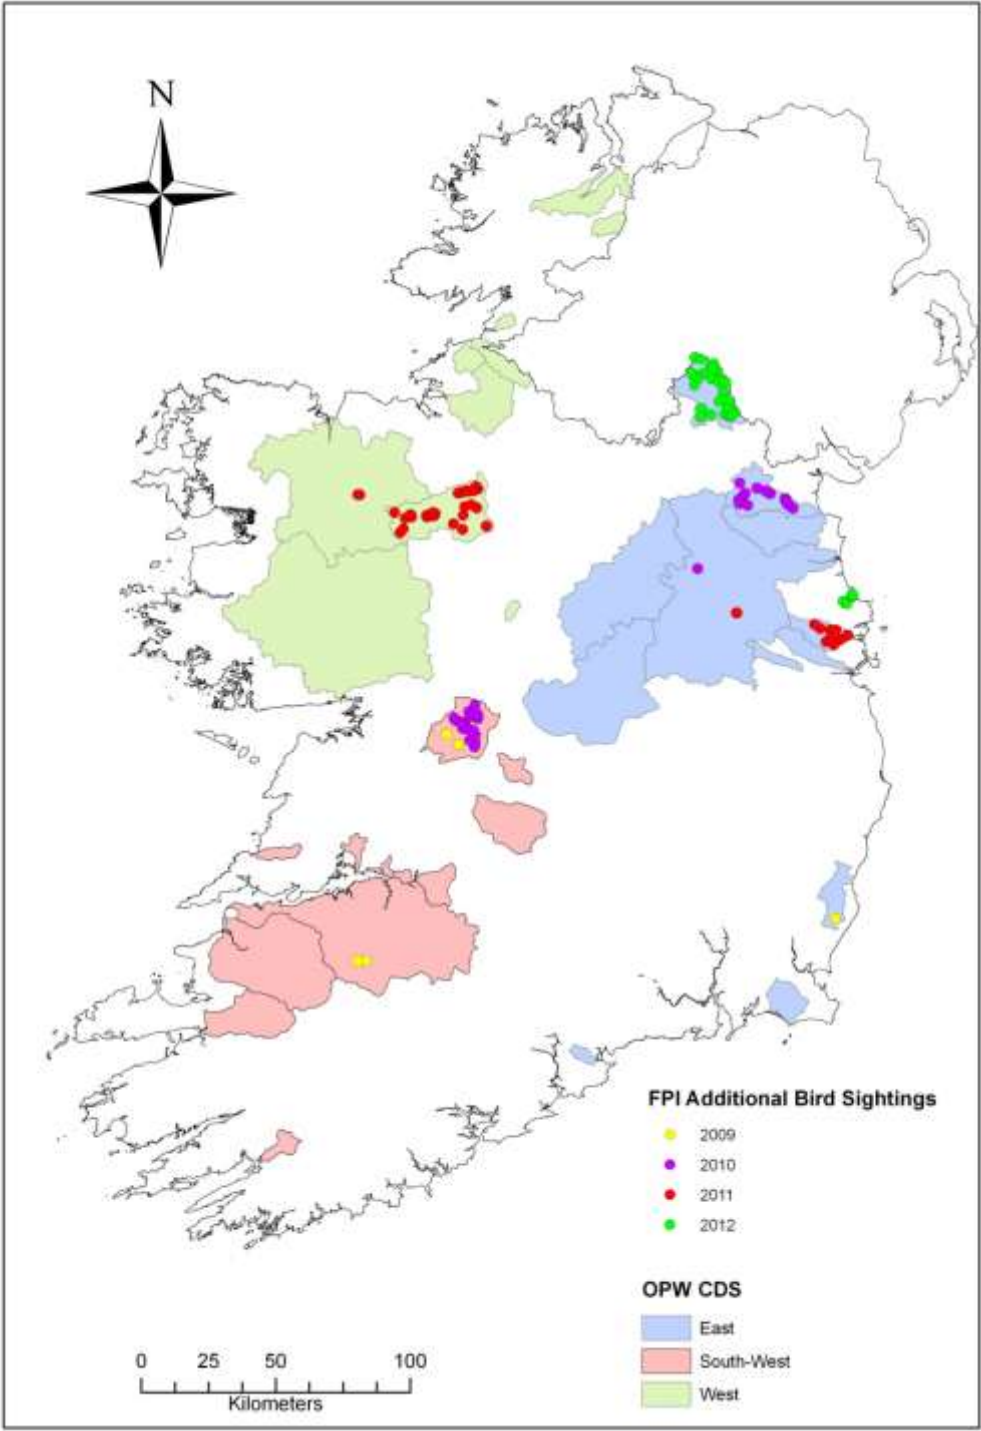 N
FPI Additional Bird Sightings
2009
2010
2011
2012
OPW CDS
East
South-West
West
0 25 50 100
Kilometers